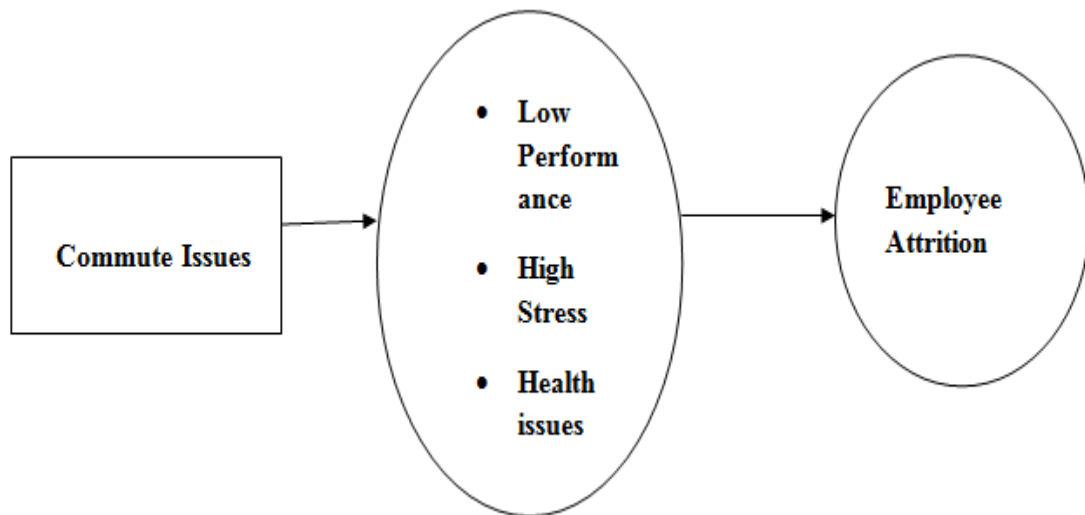 Commute Issues
• Low
Perform
ance
• High
Stress
• Health
issues
Employee
Attrition